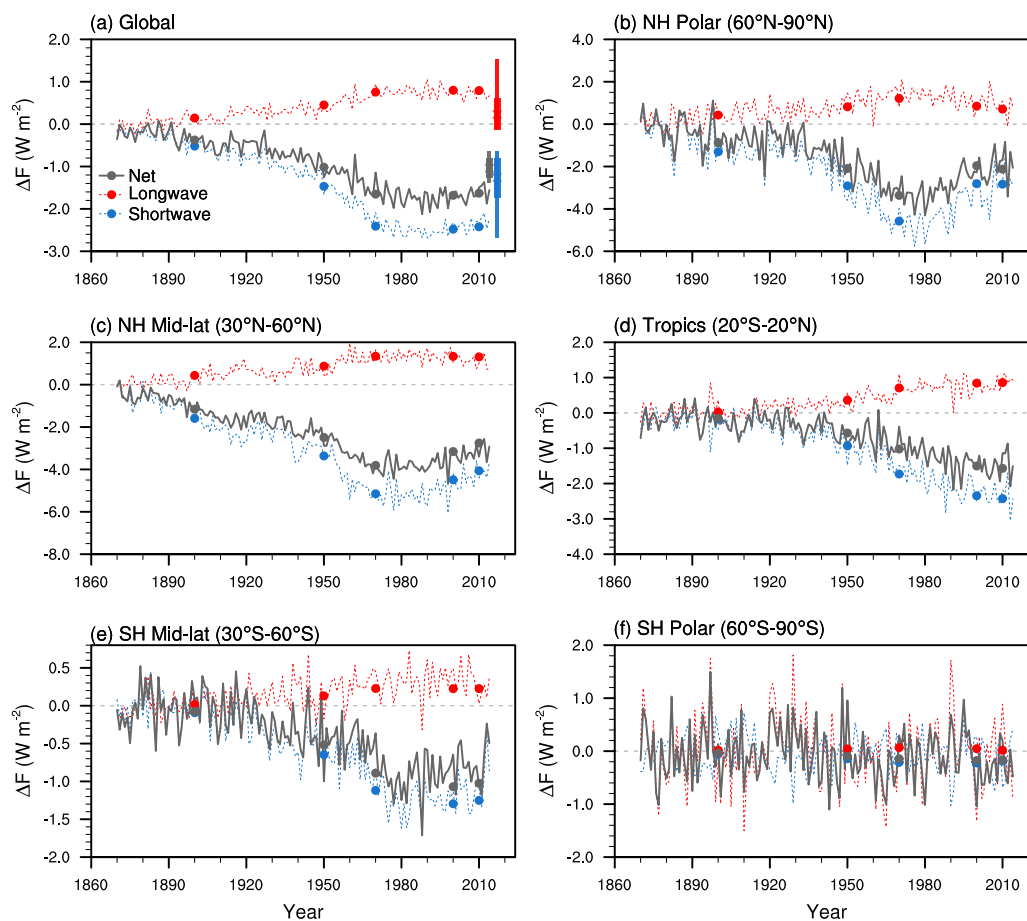 (a) Global
(b) NH Polar (60°N-90°N)
2.0
1.0
0.0
-1.0
-2.0
-3.0
ΔF (W m⁻²)
Net
Longwave
Shortwave
1860 1890 1920 1950 1980 2010
4.0
2.0
0.0
-2.0
-4.0
-6.0
ΔF (W m⁻²)
1860 1890 1920 1950 1980 2010
(c) NH Mid-lat (30°N-60°N)
(d) Tropics (20°S-20°N)
2.0
0.0
-2.0
-4.0
-6.0
-8.0
ΔF (W m⁻²)
1860 1890 1920 1950 1980 2010
2.0
1.0
0.0
-1.0
-2.0
-3.0
-4.0
ΔF (W m⁻²)
1860 1890 1920 1950 1980 2010
(e) SH Mid-lat (30°S-60°S)
(f) SH Polar (60°S-90°S)
0.5
0.0
-0.5
-1.0
-1.5
-2.0
ΔF (W m⁻²)
1860 1890 1920 1950 1980 2010
Year
2.0
1.0
0.0
-1.0
-2.0
ΔF (W m⁻²)
1860 1890 1920 1950 1980 2010
Year